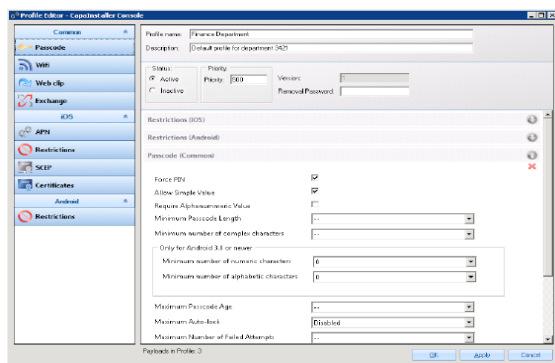 Profile Editor - CapaInstaller Console
Common
Passcode
Wifi
Web clip
Exchange
iOS
APN
Restrictions
SCEP
Certificates
Android
Restrictions
Profile name: Finance Department
Description: Default profile for department 3421
Status:
Active
Inactive
Priority
Priority: 500
Version: 1
Removal Password:
Restrictions (iOS)
Restrictions (Android)
Passcode (Common)
Force PIN
Allow Simple Value
Require Alphanumeric Value
Minimum Passcode Length --
Minimum number of complex characters --
Only for Android 3.0 or newer
Minimum number of numeric characters 0
Minimum number of alphabetic characters 0
Maximum Passcode Age --
Maximum Auto-lock Disabled
Maximum Number of Failed Attempts --
Payloads in Profile: 3
OK Apply Cancel